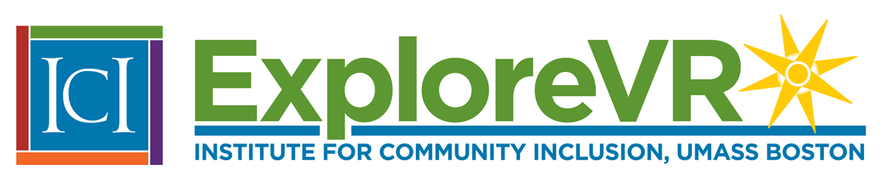 ICI
ExploreVR
INSTITUTE FOR COMMUNITY INCLUSION, UMASS BOSTON